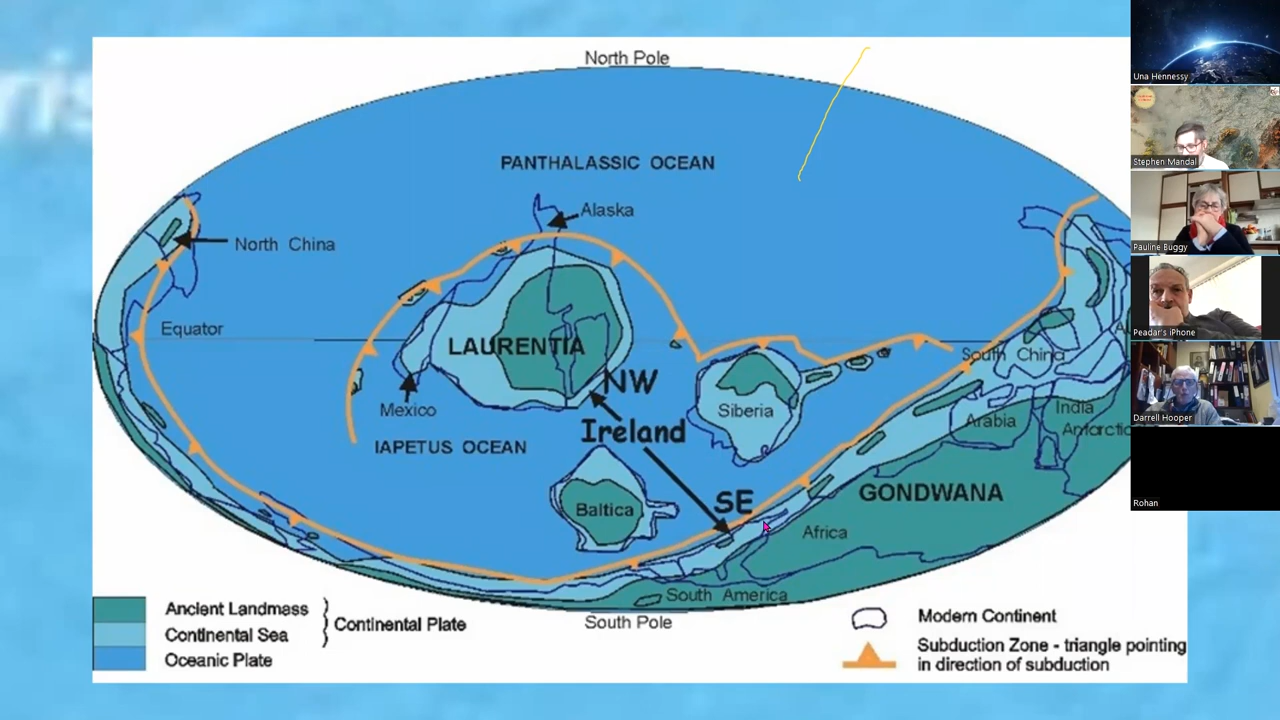 North Pole
PANTHALASSIC OCEAN
Alaska
North China
Equator
LAURENTIA
NW
Mexico
Ireland
IAPETUS OCEAN
Siberia
South China
India
Arabia
Antarctic
Baltica
SE
GONDWANA
Africa
South America
South Pole
Ancient Landmass
Continental Sea
Continental Plate
Oceanic Plate
Modern Continent
Subduction Zone - triangle pointing
in direction of subduction
Una Hennessy
Stephen Mandal
Pauline Buggy
Peadar's iPhone
Darrell Hooper
Rohan